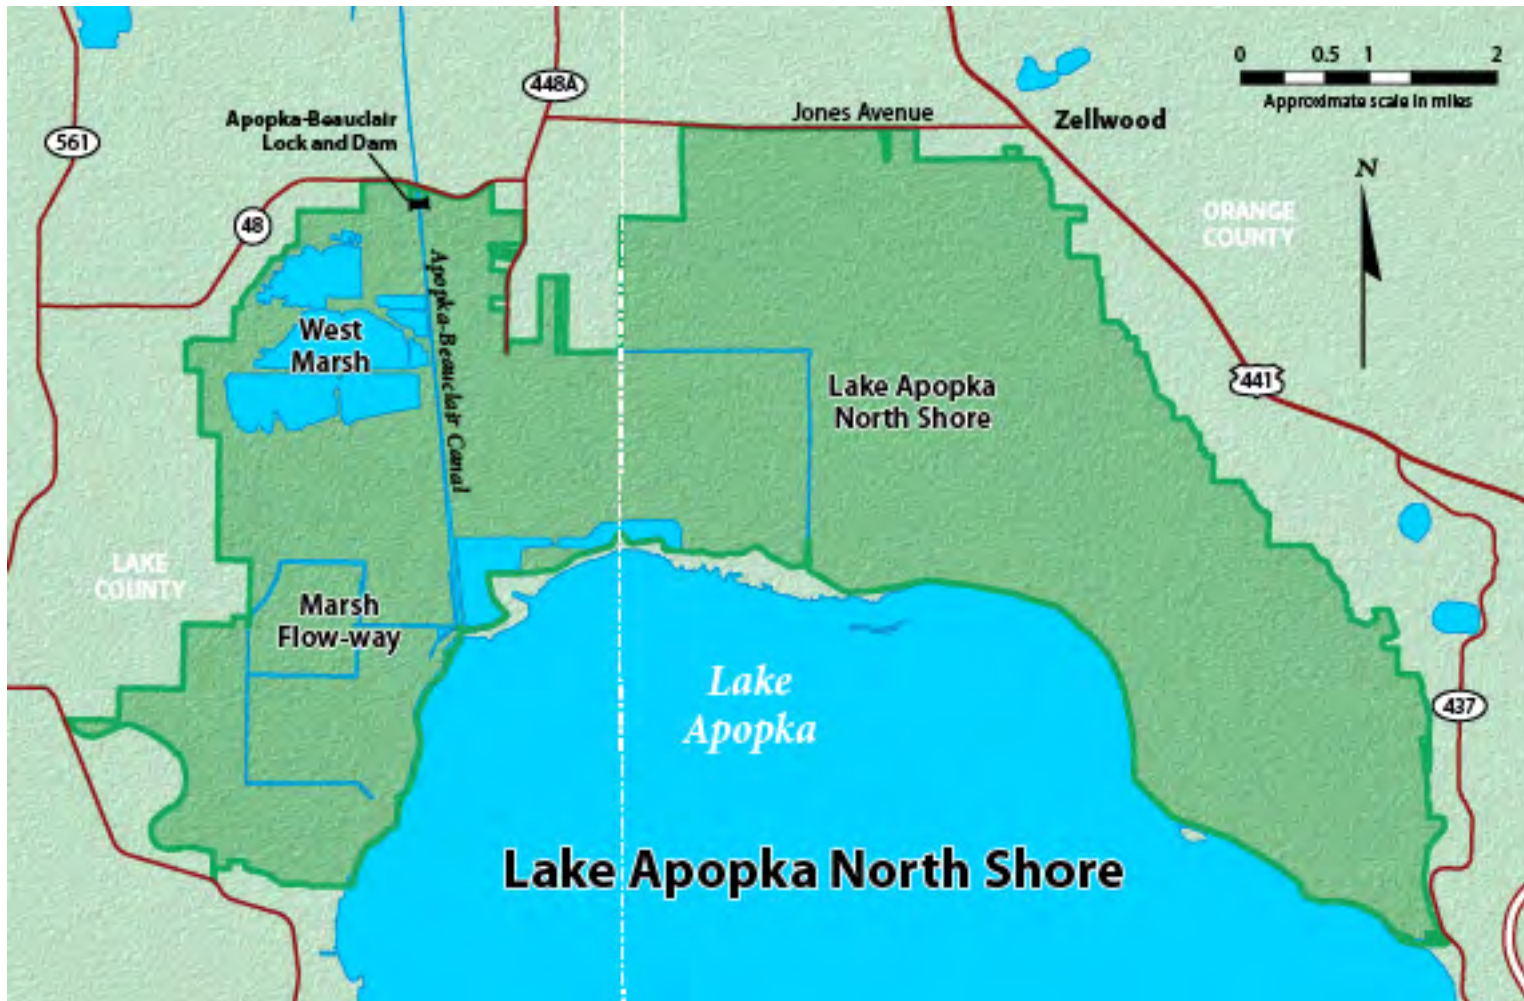 0 0.5 1 2
Approximate scale in miles
448A
Jones Avenue
Zellwood
Apopka-Beauclair
Lock and Dam
561
N
48
ORANGE
COUNTY
Apopka-Beauclair Canal
West
Marsh
Lake Apopka
North Shore
441
LAKE
COUNTY
Marsh
Flow-way
Lake
Apopka
437
Lake Apopka North Shore